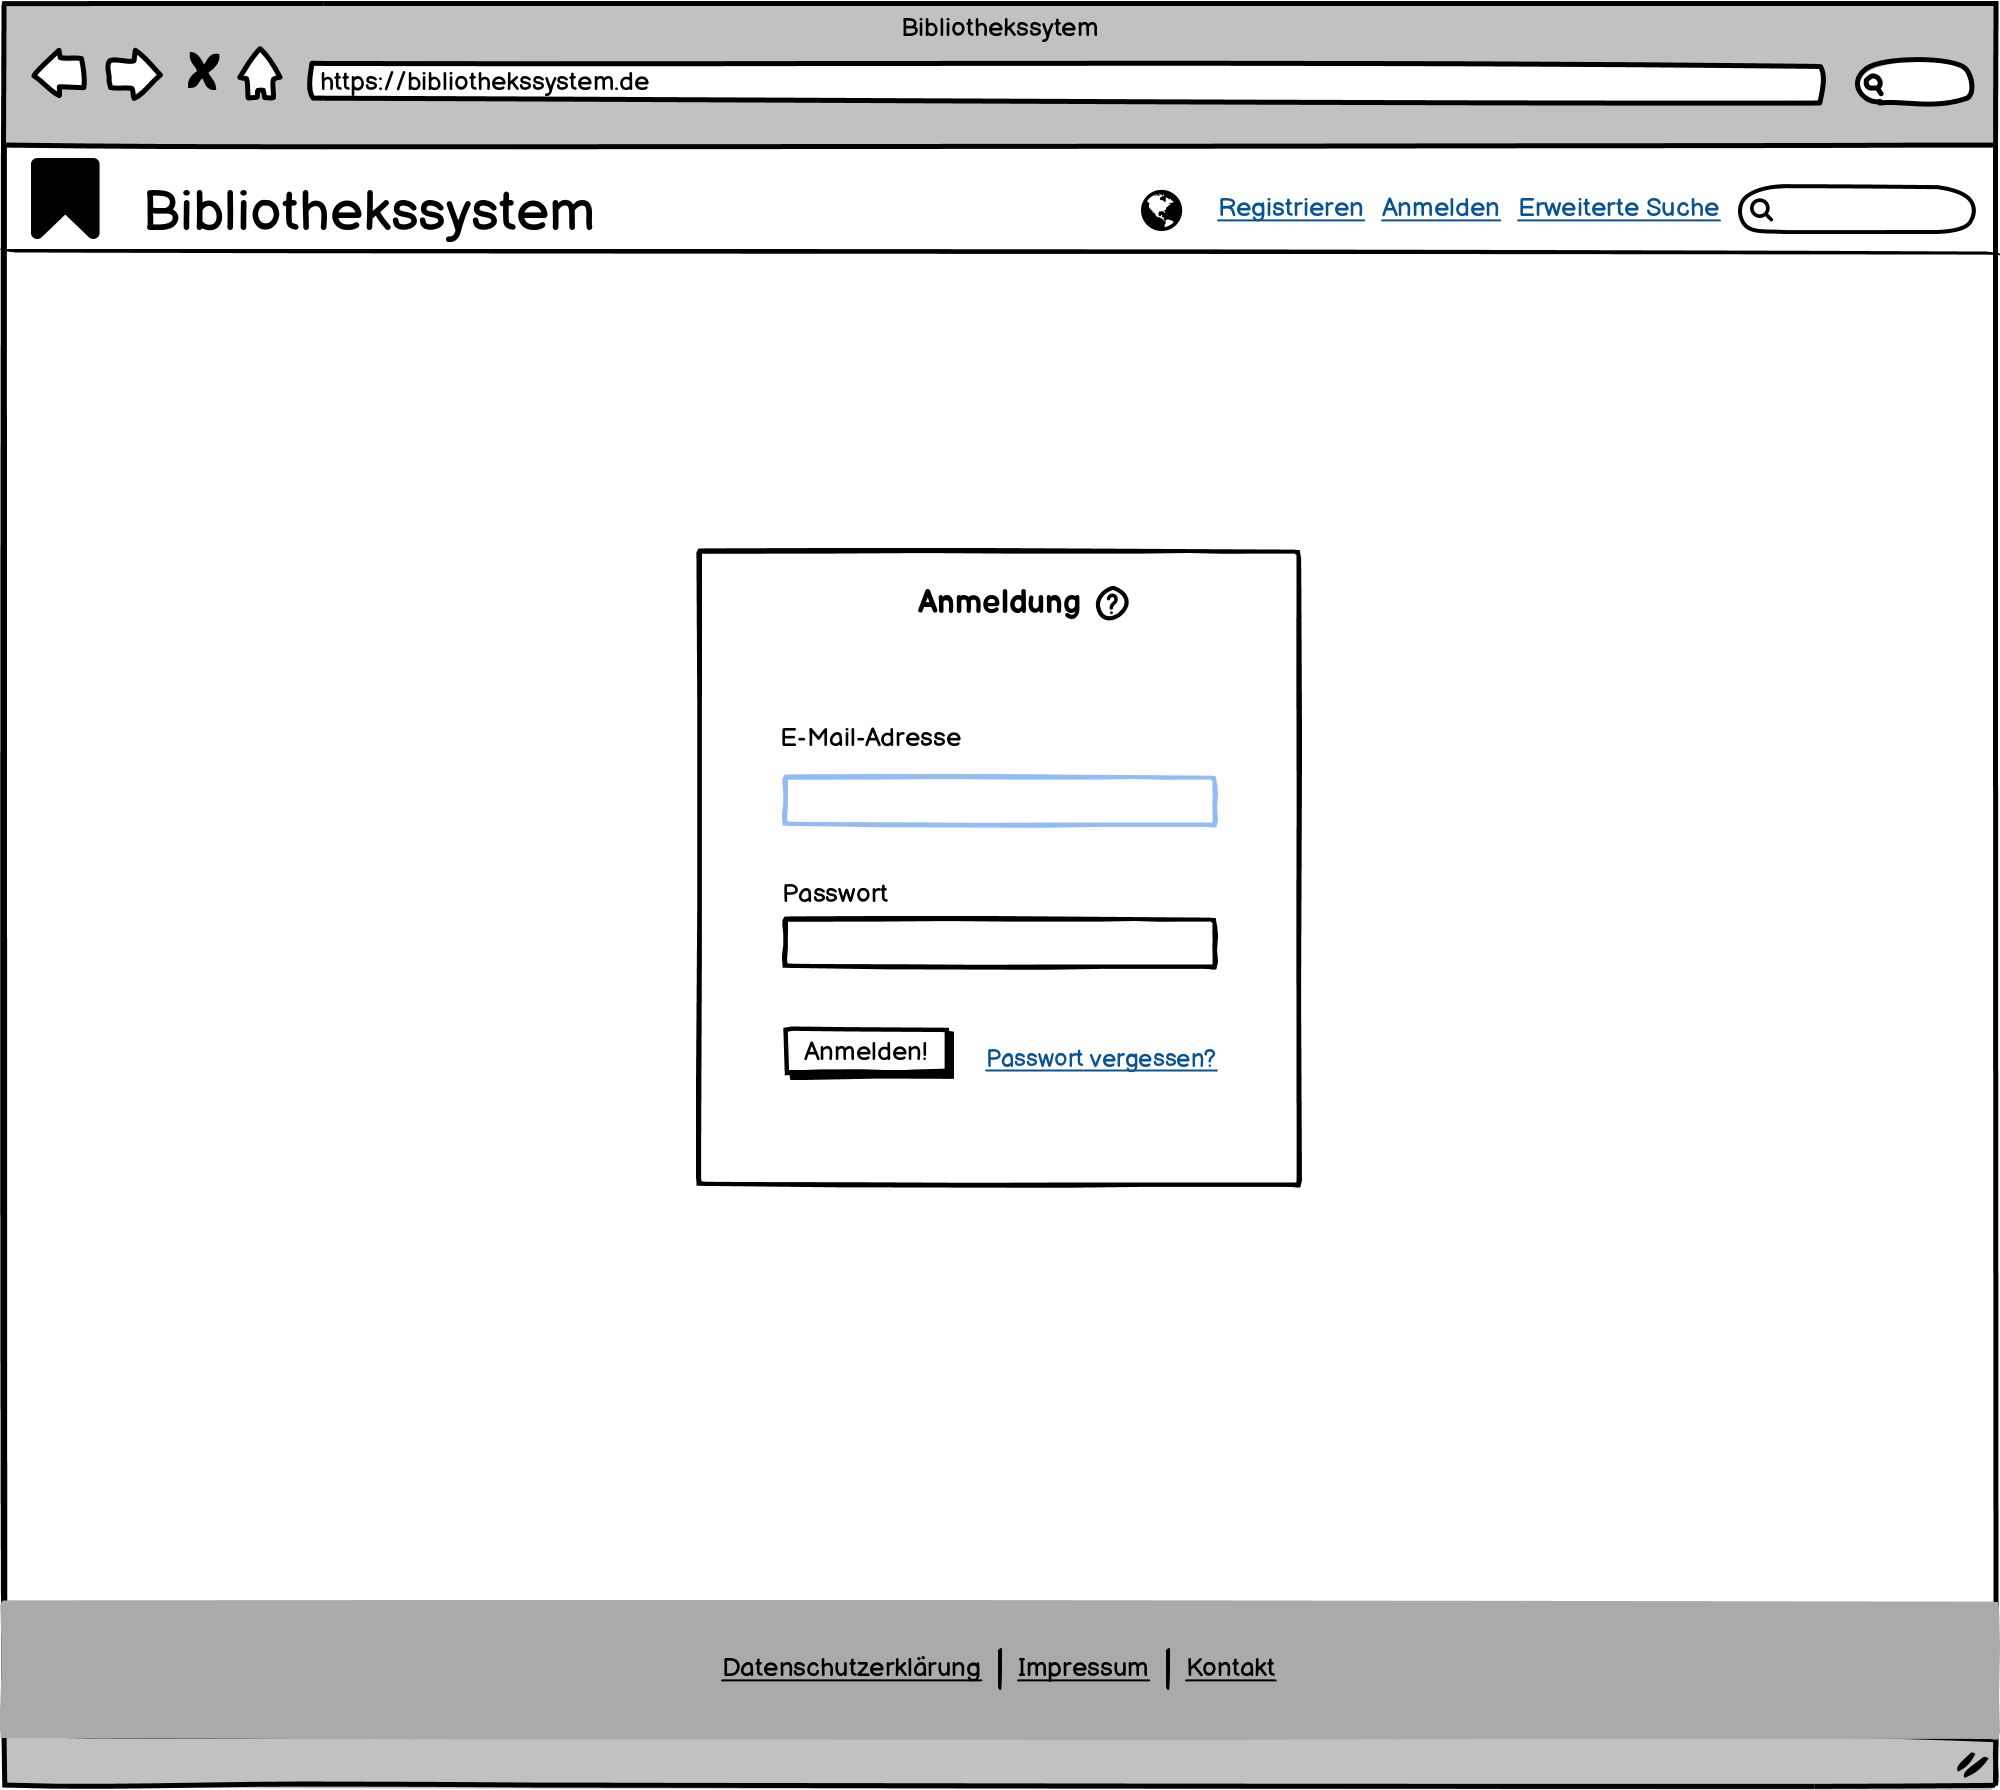 Bibliothekssytem
https://bibliothekssystem.de
Bibliothekssystem
Registrieren Anmelden Erweiterte Suche
Anmeldung ?
E-Mail-Adresse
Passwort
Anmelden! Passwort vergessen?
Datenschutzerklärung | Impressum | Kontakt